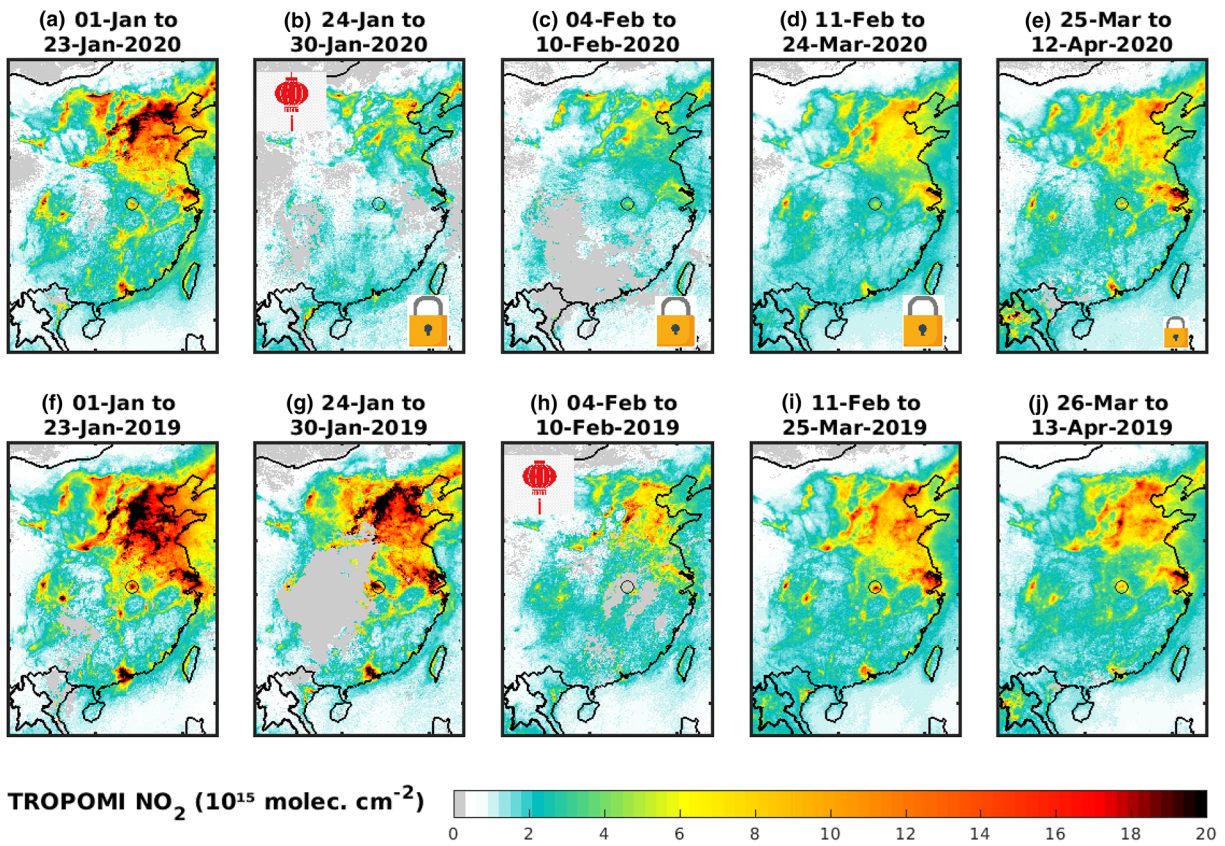 (a) 01-Jan to
23-Jan-2020
(b) 24-Jan to
30-Jan-2020
(c) 04-Feb to
10-Feb-2020
(d) 11-Feb to
24-Mar-2020
(e) 25-Mar to
12-Apr-2020
(f) 01-Jan to
23-Jan-2019
(g) 24-Jan to
30-Jan-2019
(h) 04-Feb to
10-Feb-2019
(i) 11-Feb to
25-Mar-2019
(j) 26-Mar to
13-Apr-2019
TROPOMI NO₂ (10¹⁵ molec. cm⁻²)
0 2 4 6 8 10 12 14 16 18 20